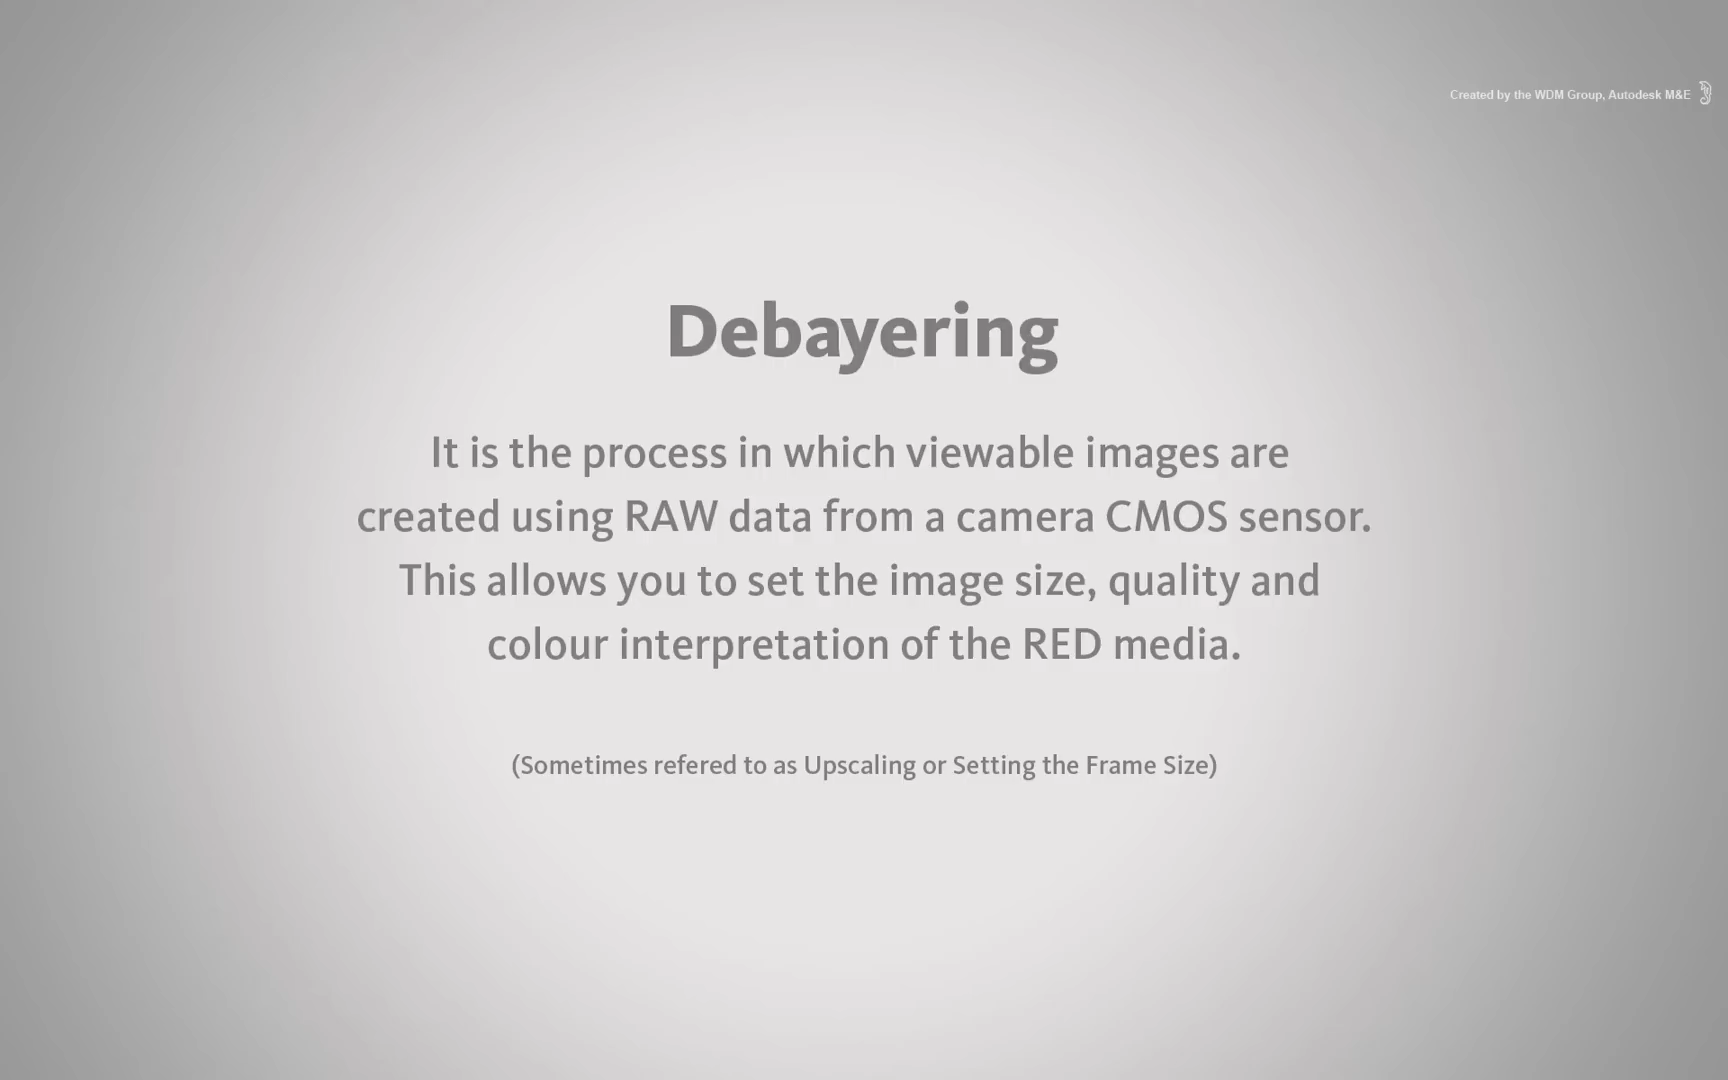 Created by the WDM Group, Autodesk M&E
Debayering
It is the process in which viewable images are
created using RAW data from a camera CMOS sensor.
This allows you to set the image size, quality and
colour interpretation of the RED media.
(Sometimes refered to as Upscaling or Setting the Frame Size)